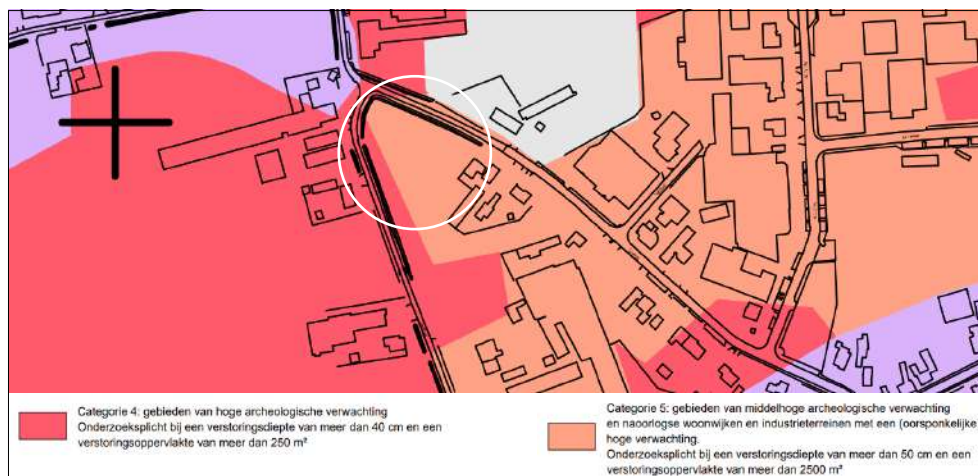 Categorie 4: gebieden van hoge archeologische verwachting
Onderzoeksplicht bij een verstoringsdiepte van meer dan 40 cm en een
verstoringsoppervlakte van meer dan 250 m²
Categorie 5: gebieden van middelhoge archeologische verwachting
en naoorlogse woonwijken en industrieterreinen met een (oorsponkelijke
hoge verwachting.
Onderzoeksplicht bij een verstoringsdiepte van meer dan 50 cm en een
verstoringsoppervlakte van meer dan 2500 m²